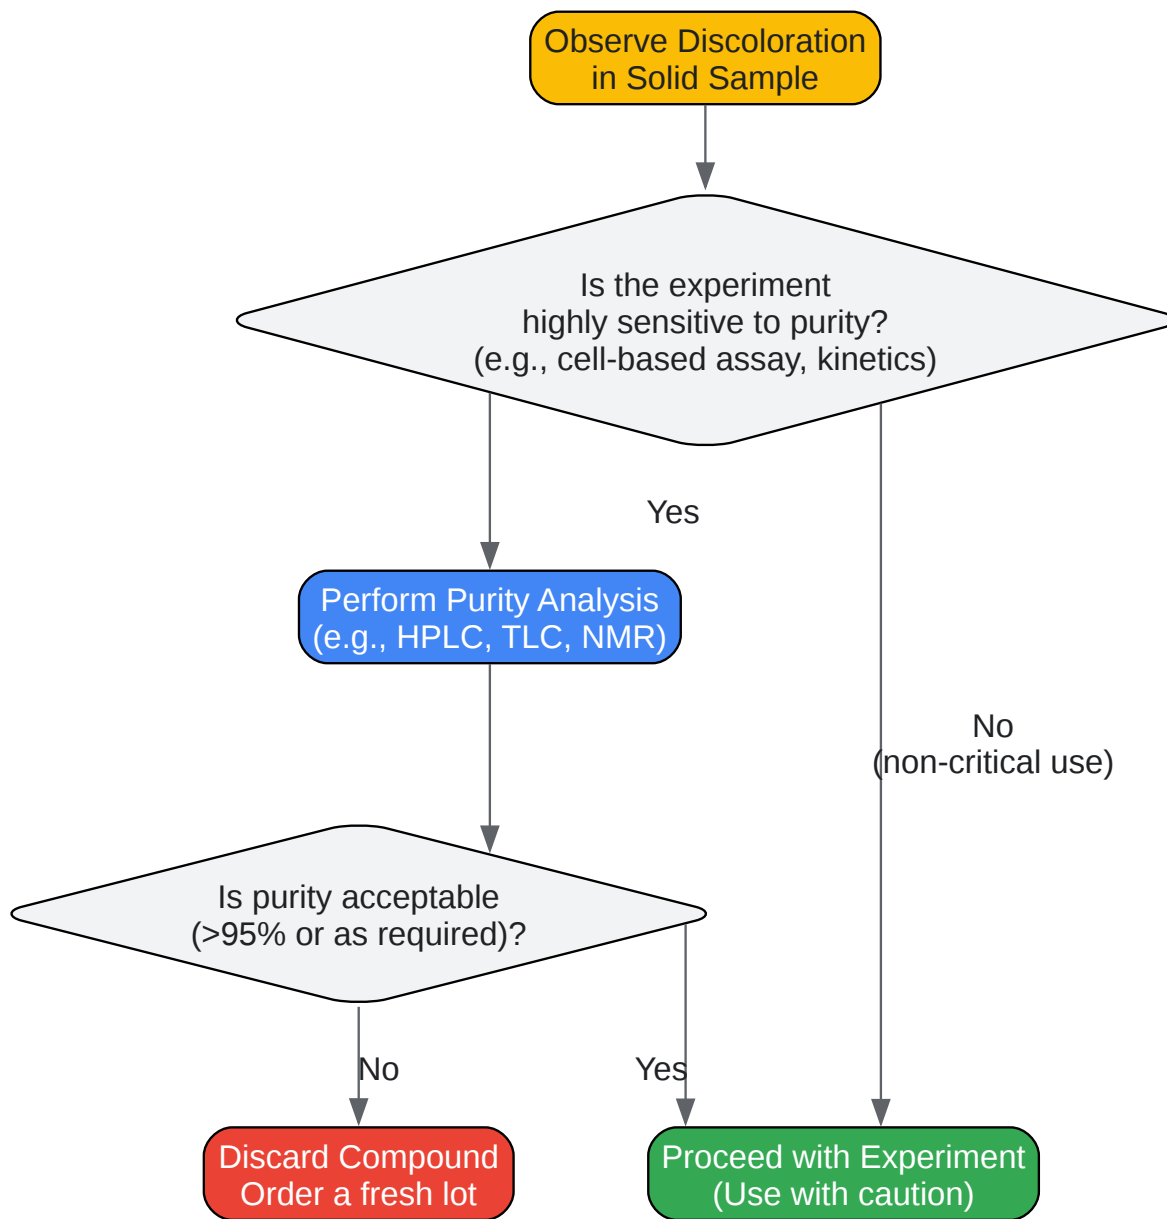 Observe Discoloration
in Solid Sample
Is the experiment
highly sensitive to purity?
(e.g., cell-based assay, kinetics)
Yes
Perform Purity Analysis
(e.g., HPLC, TLC, NMR)
No
(non-critical use)
Is purity acceptable
(>95% or as required)?
No
Yes
Discard Compound
Order a fresh lot
Proceed with Experiment
(Use with caution)